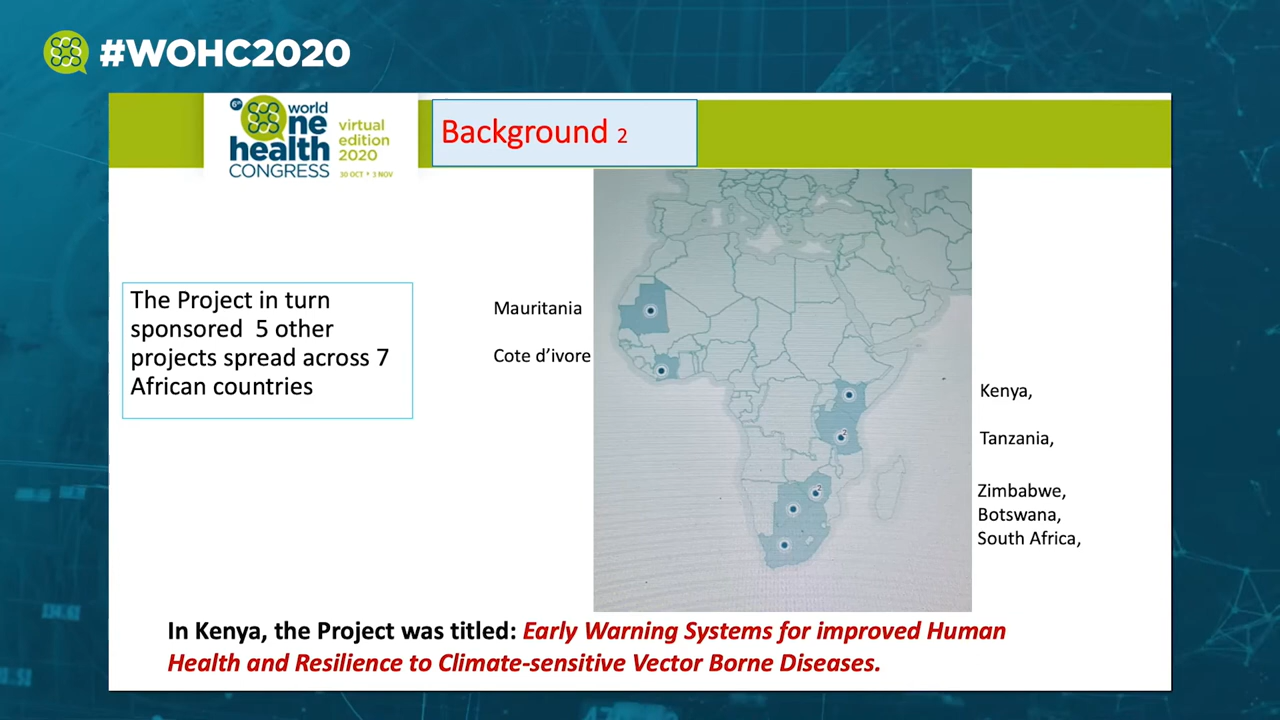 #WOHC2020
6th world
One
health
CONGRESS
virtual
edition
2020
30 OCT • 3 NOV
Background 2
The Project in turn
sponsored 5 other
projects spread across 7
African countries
Mauritania
Cote d’ivore
2
2
Kenya,
Tanzania,
Zimbabwe,
Botswana,
South Africa,
In Kenya, the Project was titled: Early Warning Systems for improved Human
Health and Resilience to Climate-sensitive Vector Borne Diseases.